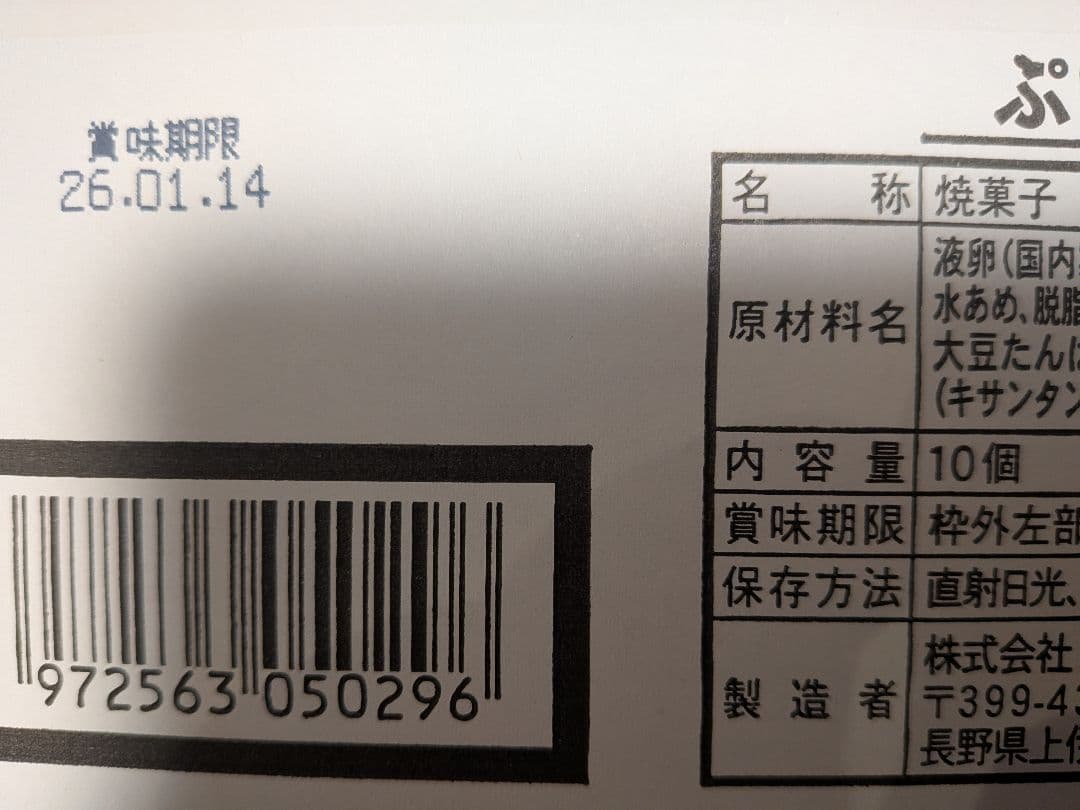 賞味期限
26.01.14
ぷ
名称 焼菓子
原材料名 液卵(国内
水あめ、脱脂
大豆たんぱ
(キサンタン
内容量 10個
賞味期限 枠外左部
保存方法 直射日光、
製造者 株式会社
〒399-43
長野県上
972563 050296